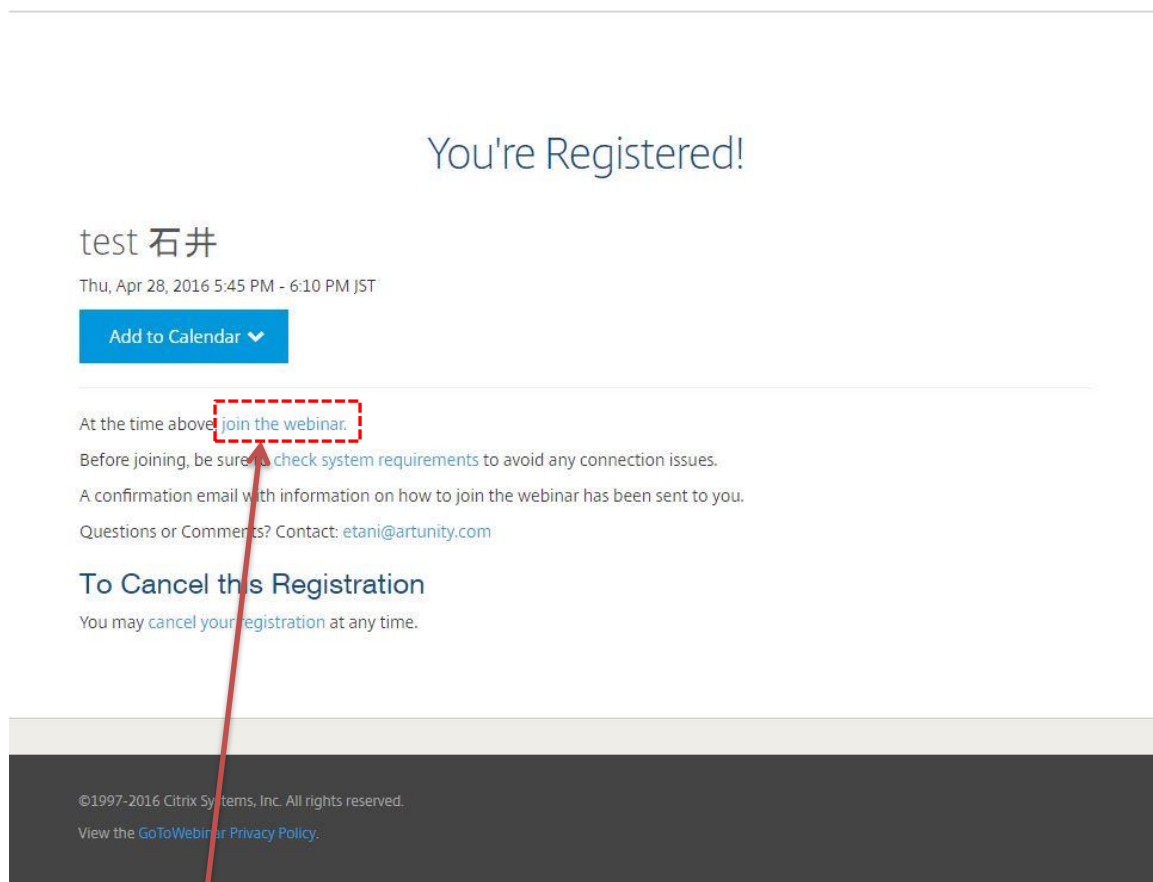 You're Registered!
test 石井
Thu, Apr 28, 2016 5:45 PM - 6:10 PM JST
Add to Calendar
At the time above join the webinar.
Before joining, be sure to check system requirements to avoid any connection issues.
A confirmation email with information on how to join the webinar has been sent to you.
Questions or Comments? Contact: etani@artunity.com
To Cancel this Registration
You may cancel your registration at any time.
©1997-2016 Citrix Systems, Inc. All rights reserved.
View the GoToWebinar Privacy Policy.